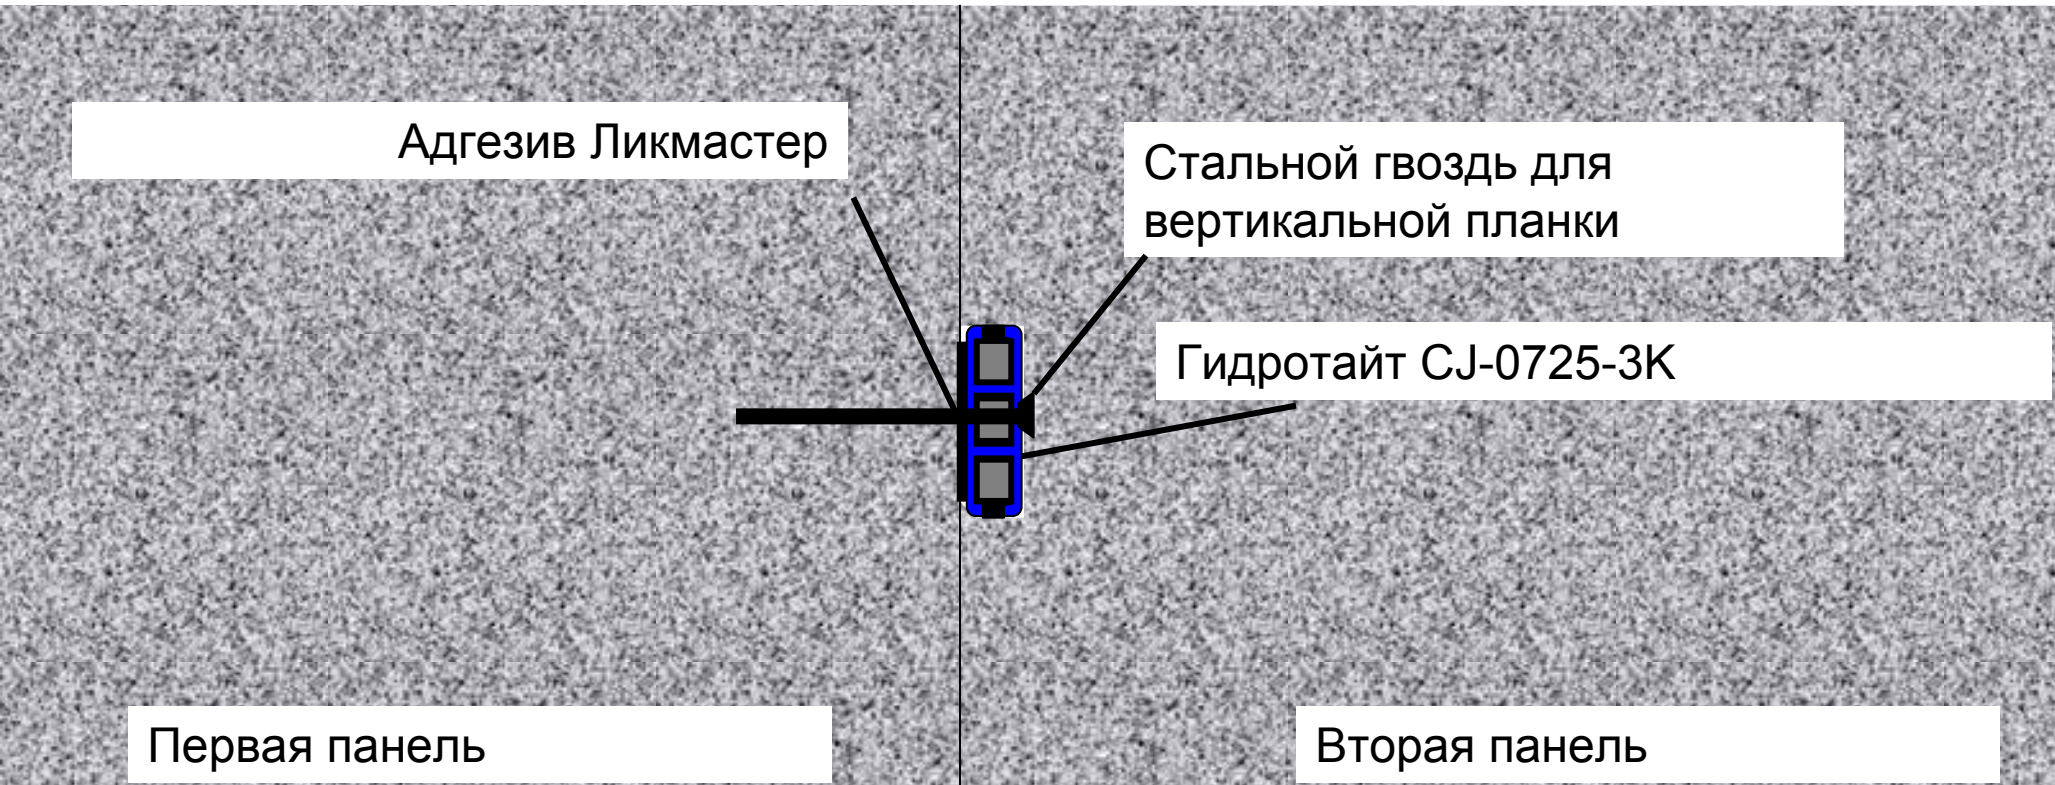 Адгезив Ликмастер
Стальной гвоздь для
вертикальной планки
Гидротайт CJ-0725-3K
Первая панель
Вторая панель